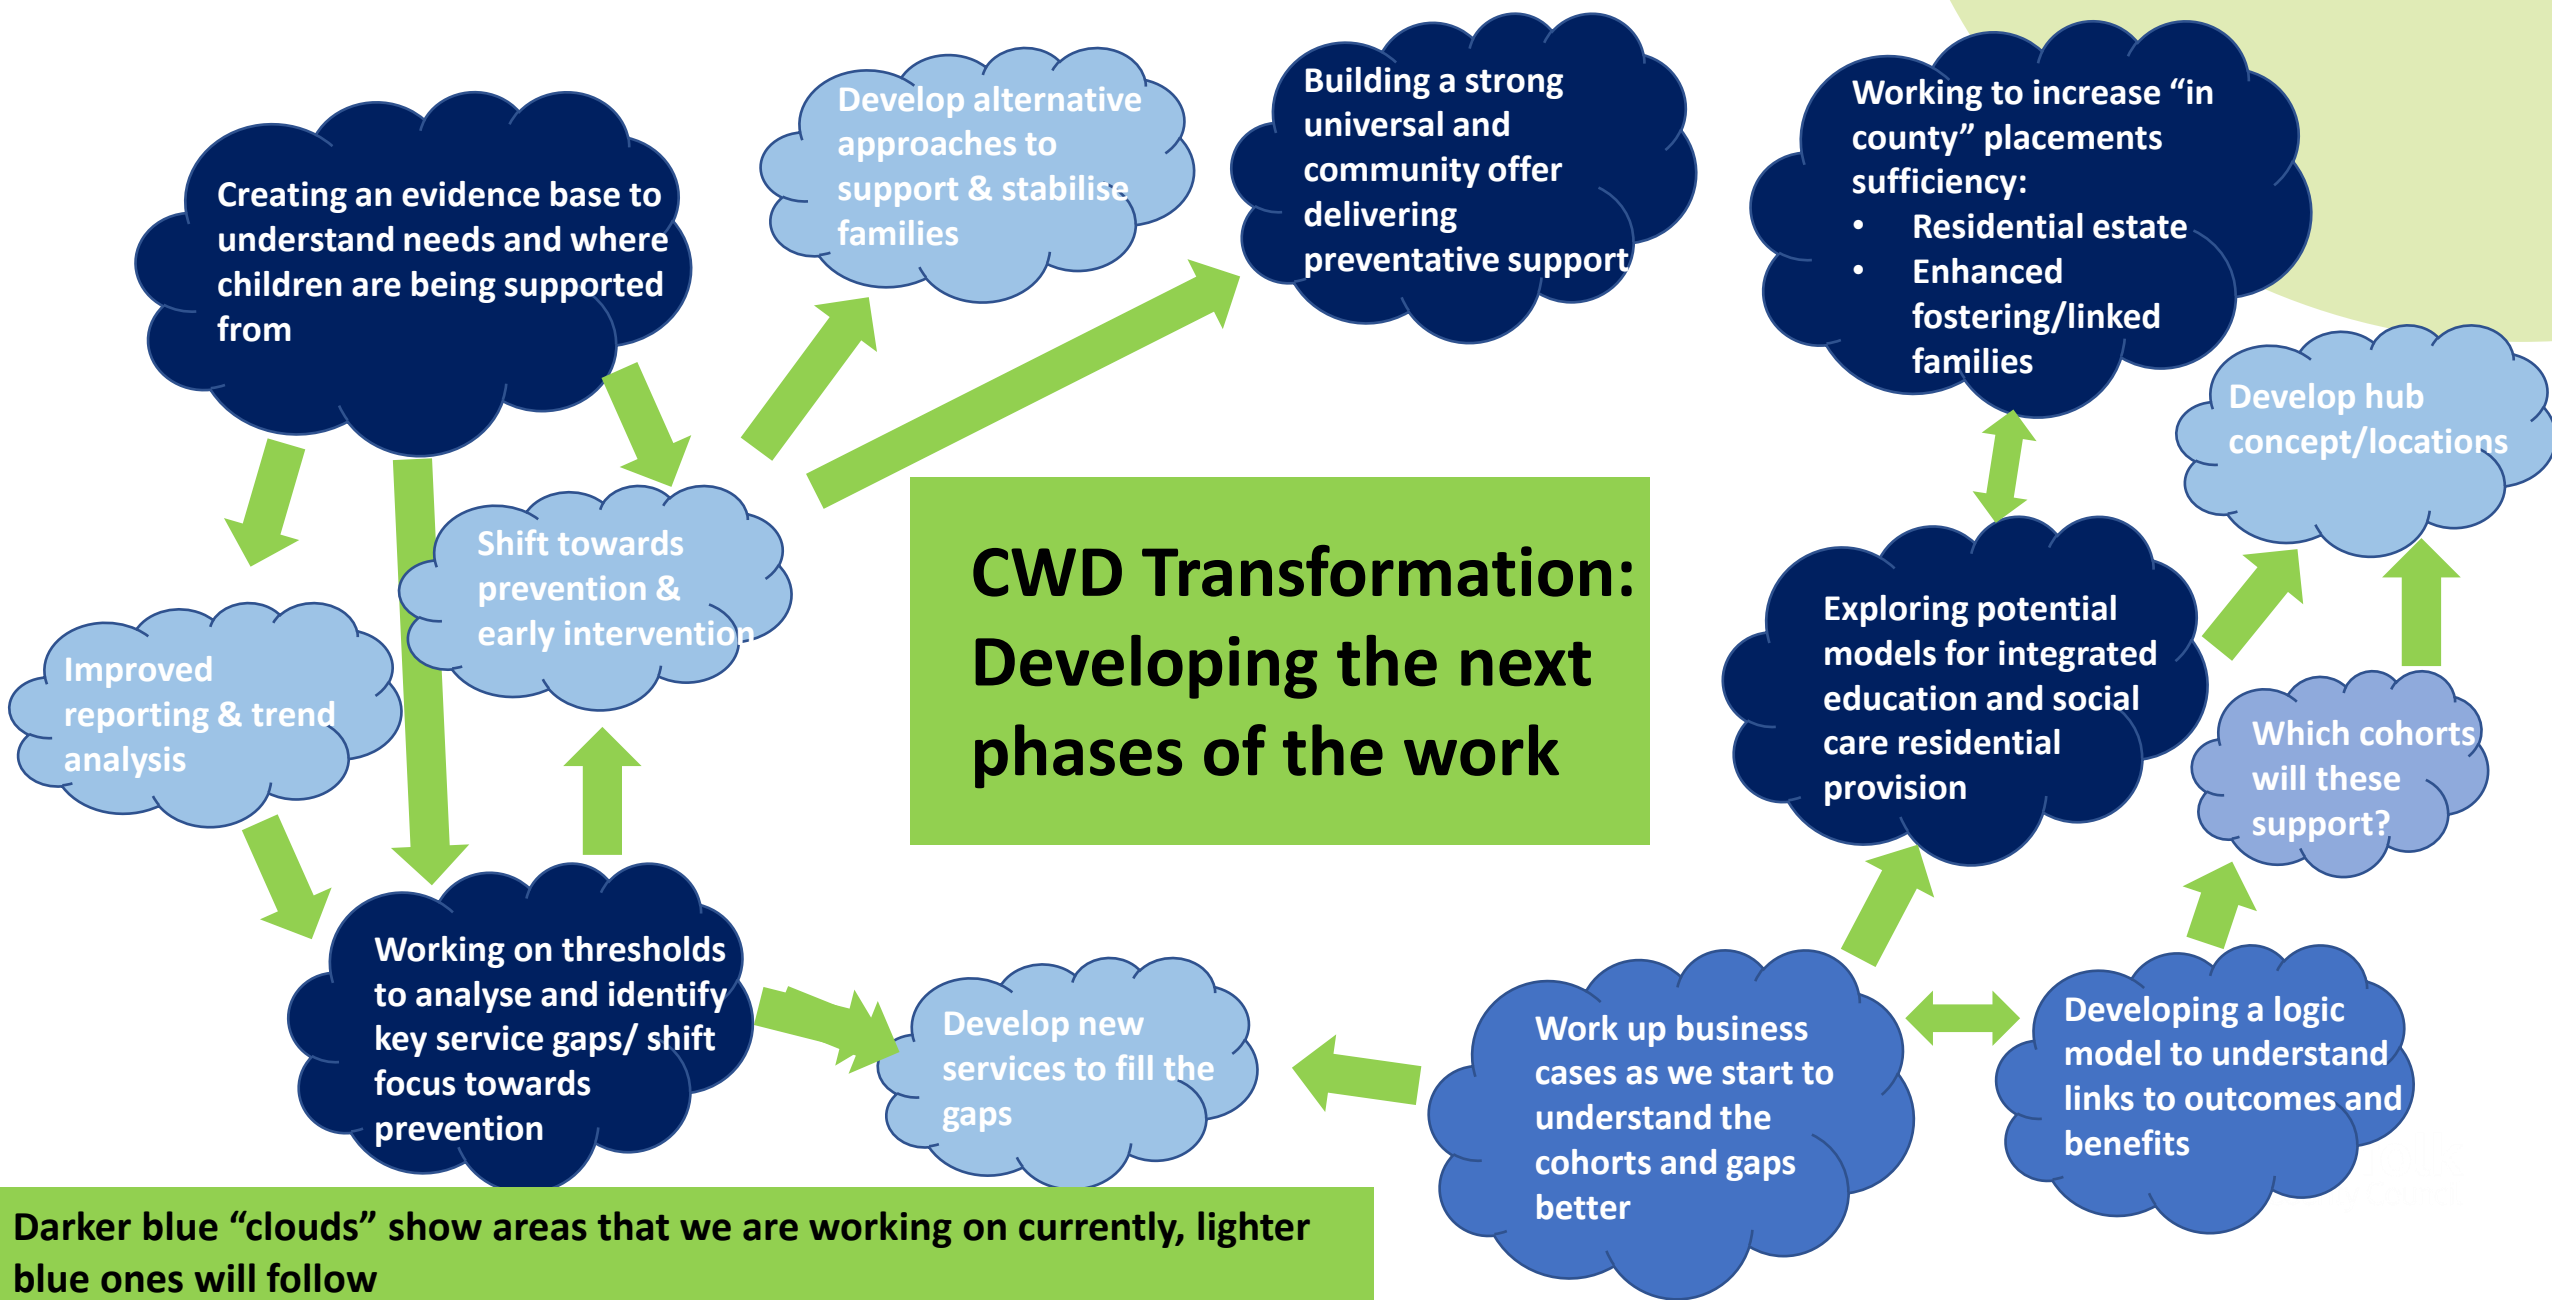 Creating an evidence base to
understand needs and where
children are being supported
from
Develop alternative
approaches to
support & stabilise
families
Building a strong
universal and
community offer
delivering
preventative support
Working to increase “in
county” placements
sufficiency:
• Residential estate
• Enhanced
fostering/linked
families
Develop hub
concept/locations
Shift towards
prevention &
early intervention
CWD Transformation:
Developing the next
phases of the work
Exploring potential
models for integrated
education and social
care residential
provision
Improved
reporting & trend
analysis
Which cohorts
will these
support?
Working on thresholds
to analyse and identify
key service gaps/ shift
focus towards
prevention
Develop new
services to fill the
gaps
Work up business
cases as we start to
understand the
cohorts and gaps
better
Developing a logic
model to understand
links to outcomes and
benefits
Darker blue “clouds” show areas that we are working on currently, lighter
blue ones will follow